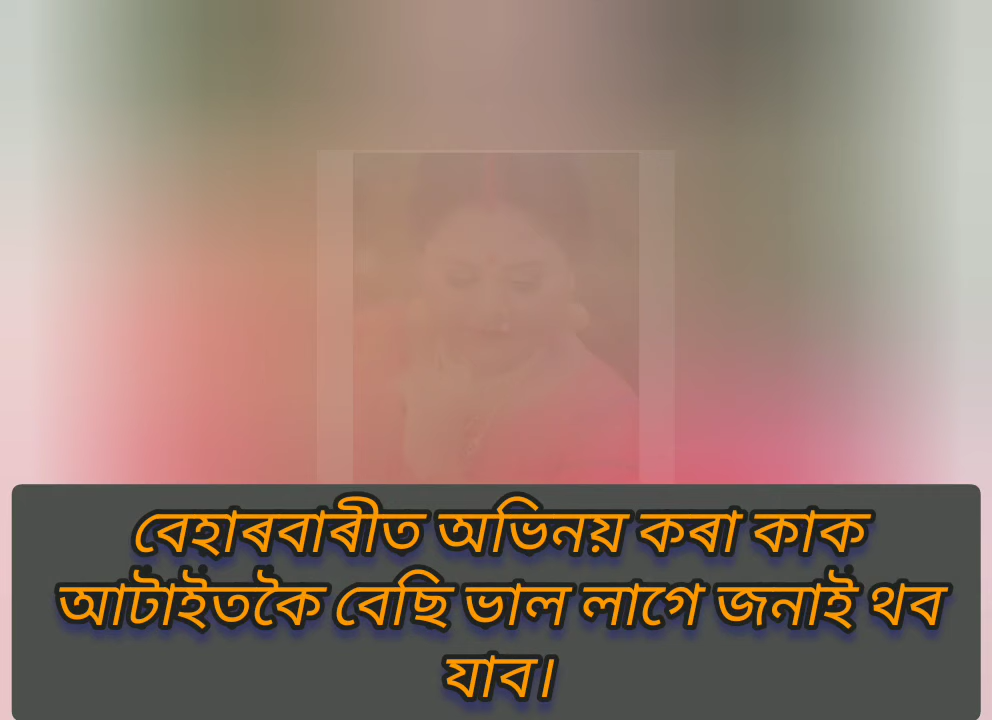 বেহাৰবাৰীত অভিনয় কৰা কাক
আটাইতকৈ বেছি ভাল লাগে জনাই থব
যাব।